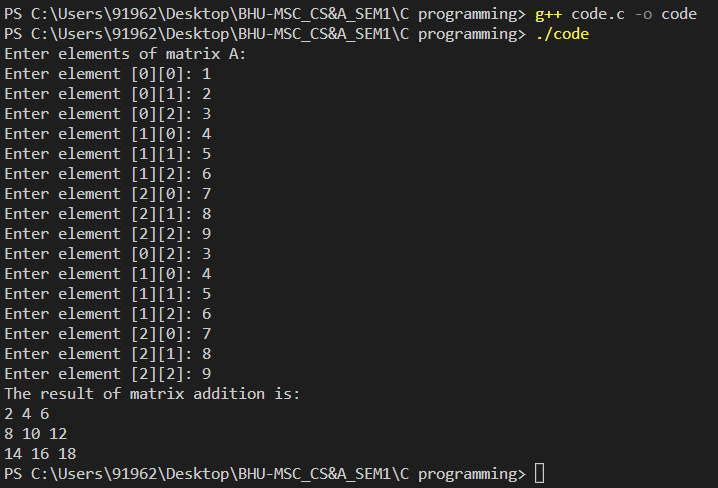 PS C:\Users\91962\Desktop\BHU-MSC_CS&A_SEM1\C programming> g++ code.c -o code
PS C:\Users\91962\Desktop\BHU-MSC_CS&A_SEM1\C programming> ./code
Enter elements of matrix A:
Enter element [0][0]: 1
Enter element [0][1]: 2
Enter element [0][2]: 3
Enter element [1][0]: 4
Enter element [1][1]: 5
Enter element [1][2]: 6
Enter element [2][0]: 7
Enter element [2][1]: 8
Enter element [2][2]: 9
Enter element [0][2]: 3
Enter element [1][0]: 4
Enter element [1][1]: 5
Enter element [1][2]: 6
Enter element [2][0]: 7
Enter element [2][1]: 8
Enter element [2][2]: 9
The result of matrix addition is:
2 4 6
8 10 12
14 16 18
PS C:\Users\91962\Desktop\BHU-MSC_CS&A_SEM1\C programming>